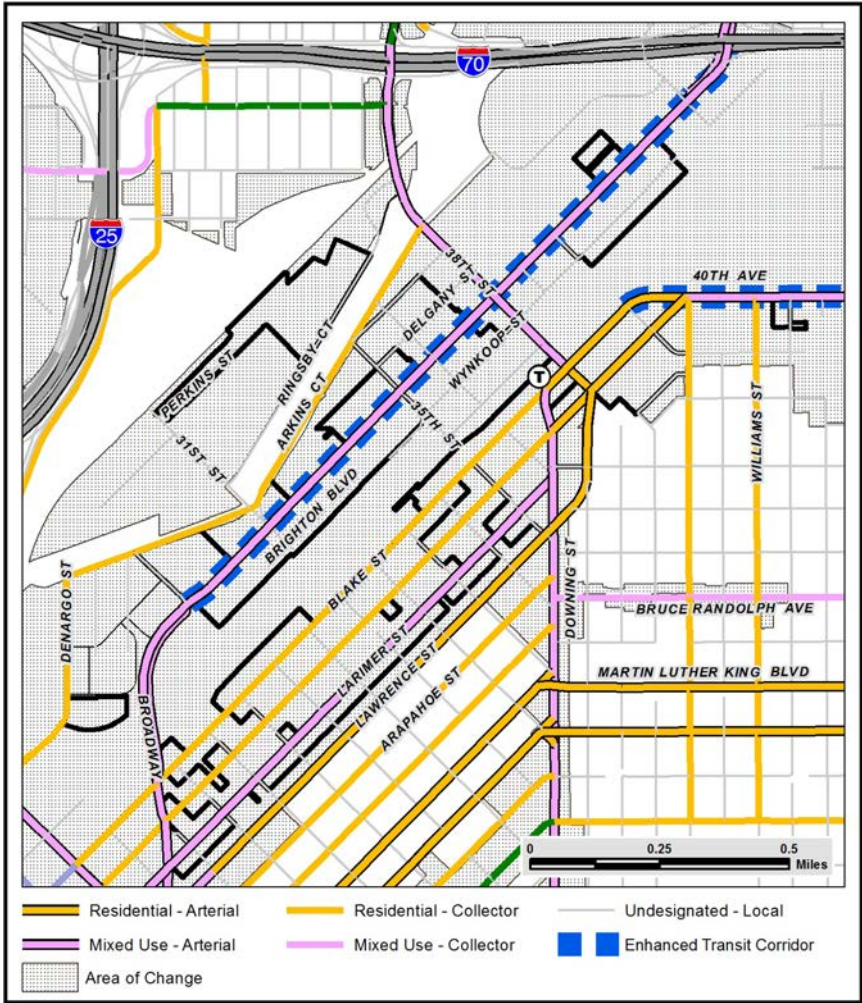 70
25
38TH ST
40TH AVE
DELGANY ST
WYNKOOP ST
RINGSBY CT
PERKINS ST
ARKINS CT
35TH ST
31ST ST
WILLIAMS ST
BRIGHTON BLVD
T
BLAKE ST
DOWNING ST
BRUCE RANDOLPH AVE
DENARGO ST
LARIMER ST
LAWRENCE ST
MARTIN LUTHER KING BLVD
ARAPAHOE ST
BROADWAY
0 0.25 0.5
Miles
Residential - Arterial
Residential - Collector
Undesignated - Local
Mixed Use - Arterial
Mixed Use - Collector
Enhanced Transit Corridor
Area of Change